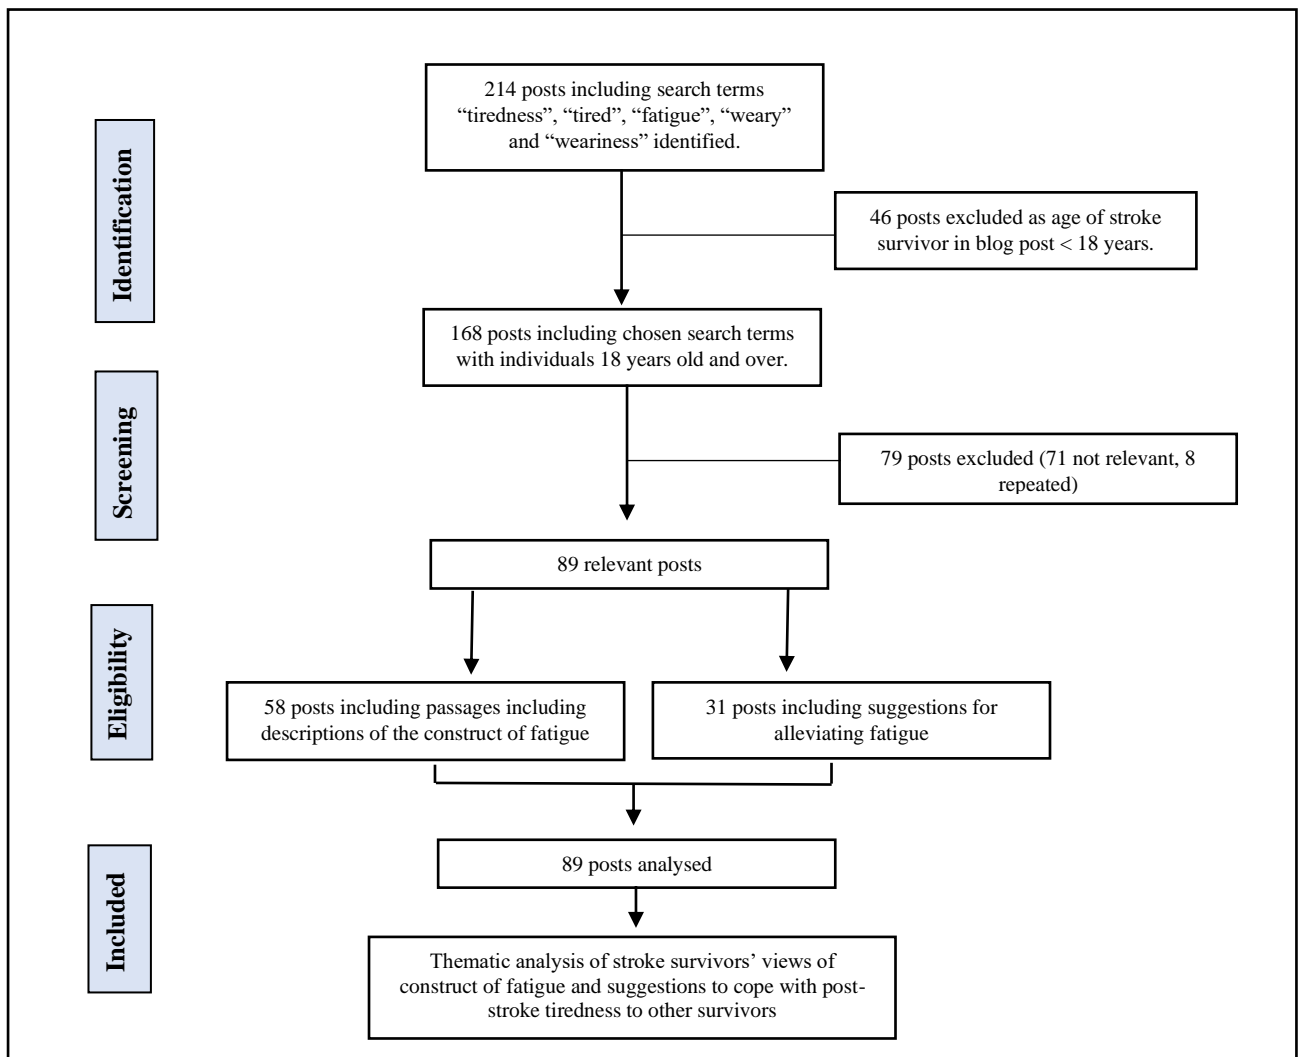 214 posts including search terms
“tiredness”, “tired”, “fatigue”, “weary”
and “weariness” identified.
Identification
46 posts excluded as age of stroke
survivor in blog post < 18 years.
168 posts including chosen search terms
with individuals 18 years old and over.
Screening
79 posts excluded (71 not relevant, 8
repeated)
89 relevant posts
Eligibility
58 posts including passages including
descriptions of the construct of fatigue
31 posts including suggestions for
alleviating fatigue
89 posts analysed
Included
Thematic analysis of stroke survivors’ views of
construct of fatigue and suggestions to cope with post-
stroke tiredness to other survivors